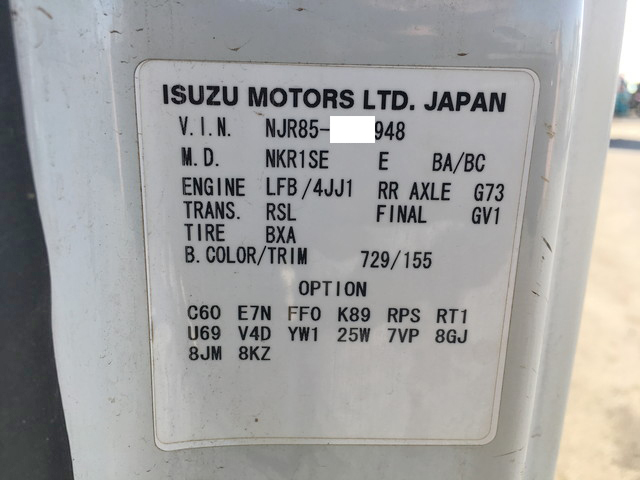 ISUZU MOTORS LTD. JAPAN
V.I.N. NJR85- 948
M.D. NKR1SE E BA/BC
ENGINE LFB/4JJ1 RR AXLE G73
TRANS. RSL FINAL GV1
TIRE BXA
B.COLOR/TRIM 729/155
OPTION
C60 E7N FF0 K89 RPS RT1
U69 V4D YW1 25W 7VP 8GJ
8JM 8KZ